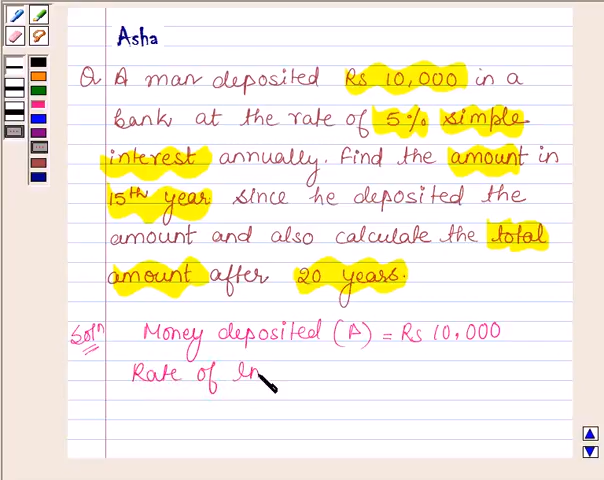 Asha
Q A man deposited Rs 10,000 in a
bank at the rate of 5% simple
interest annually. Find the amount in
15th year since he deposited the
amount and also calculate the total
amount after 20 years.
Soln Money deposited (A) = Rs 10,000
Rate of In